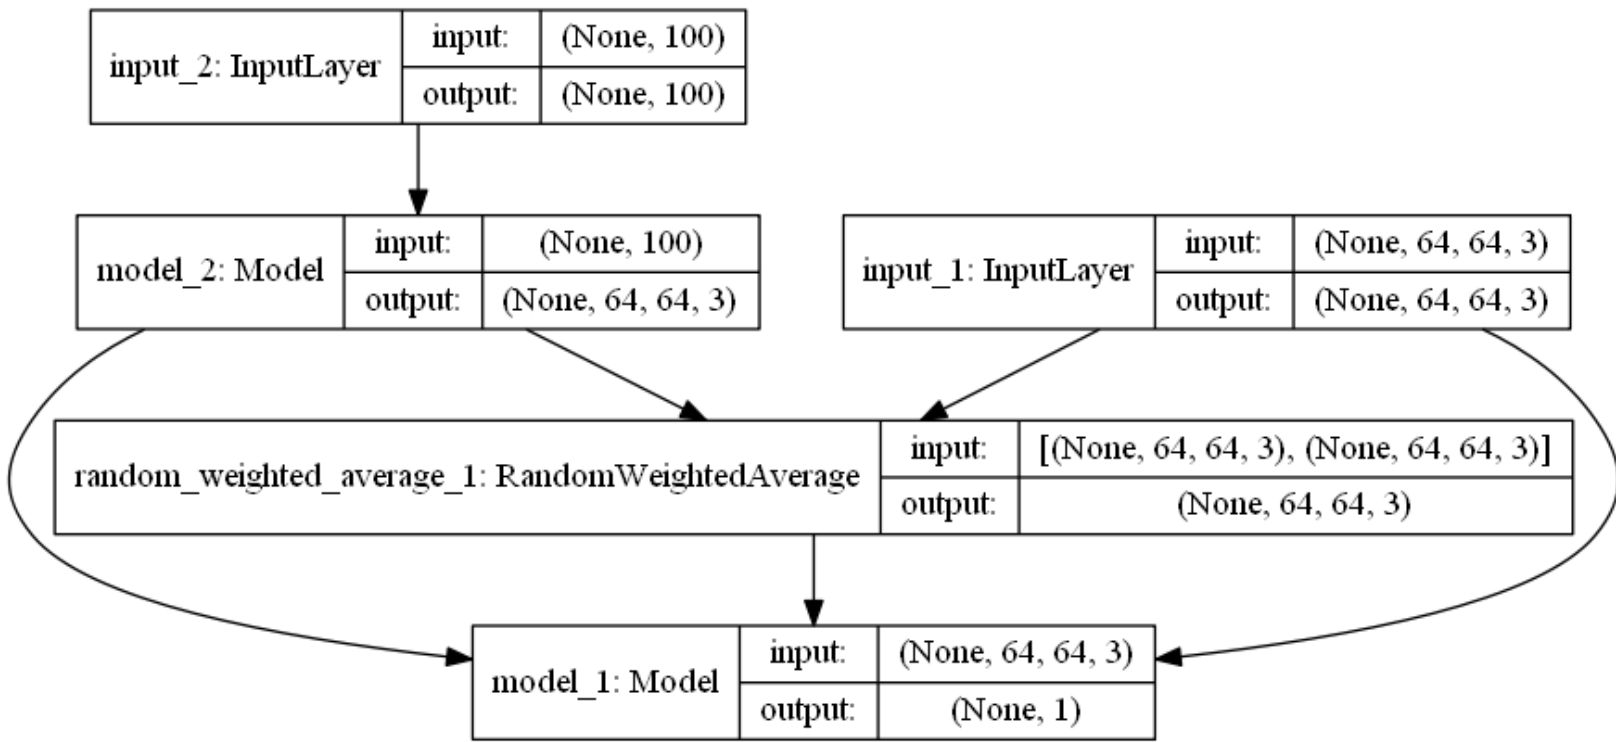 input_2: InputLayer
input:
(None, 100)
output:
(None, 100)
model_2: Model
input:
(None, 100)
output:
(None, 64, 64, 3)
input_1: InputLayer
input:
(None, 64, 64, 3)
output:
(None, 64, 64, 3)
random_weighted_average_1: RandomWeightedAverage
input:
[(None, 64, 64, 3), (None, 64, 64, 3)]
output:
(None, 64, 64, 3)
model_1: Model
input:
(None, 64, 64, 3)
output:
(None, 1)